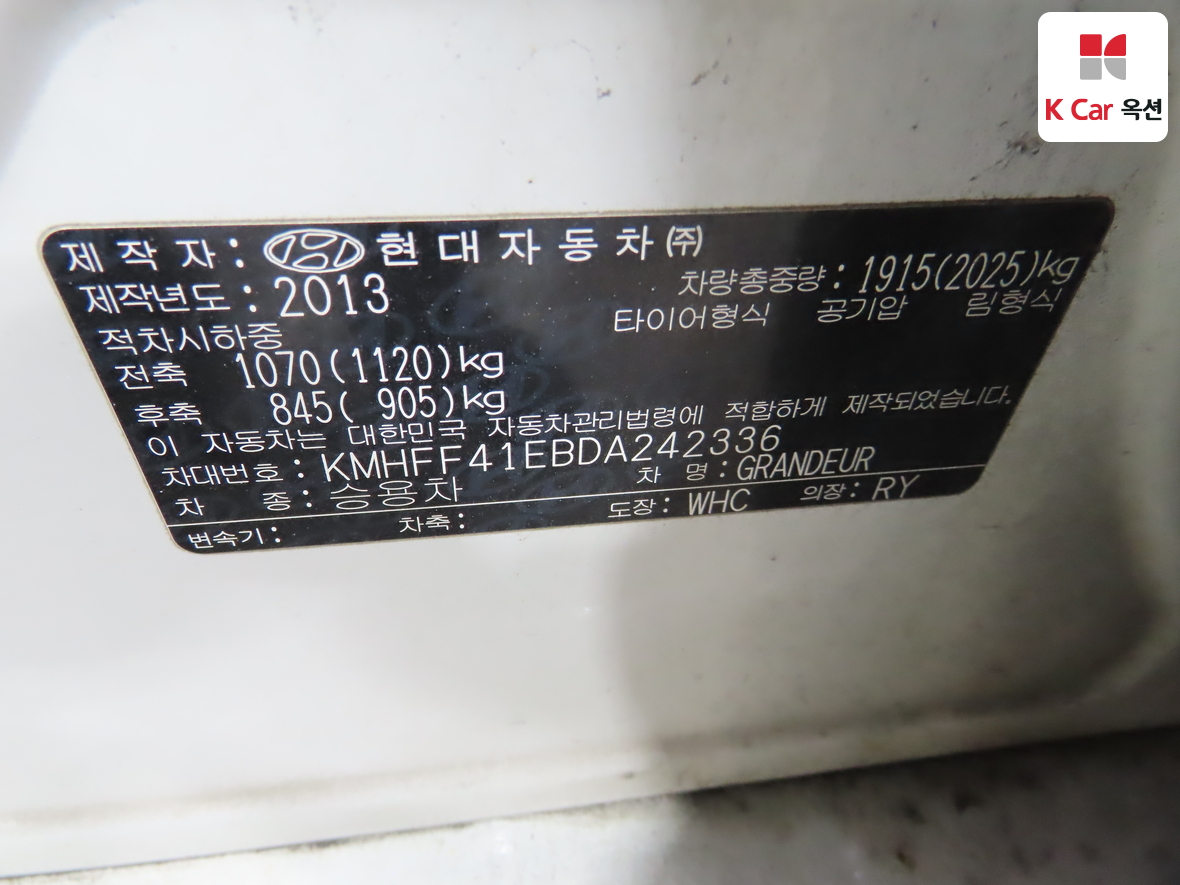 K Car 옥션
제 작 자 : 현 대 자 동 차 ㈜
제작년도 : 2013
차량총중량 : 1915(2025)kg
적차시하중
타이어형식 공기압 림형식
전축 1070(1120)kg
후축 845( 905)kg
이 자동차는 대한민국 자동차관리법령에 적합하게 제작되었습니다.
차대번호 : KMHFF41EBDA242336
차 종 : 승용차 차 명 : GRANDEUR
변속기 : 차축 : 도장 : WHC 의장 : RY